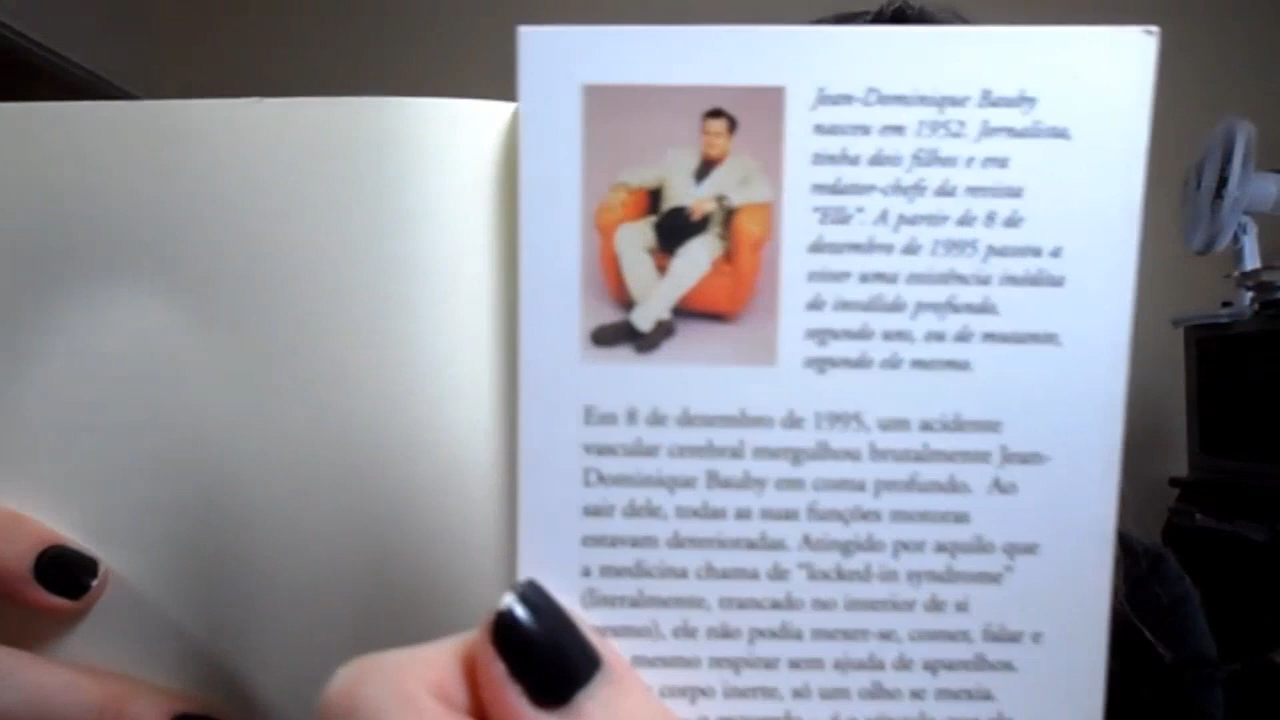 Jean-Dominique Bauby
nasceu em 1952. Jornalista,
tinha dois filhos e era
redator-chefe da revista
"Elle". A partir de 8 de
dezembro de 1995 passou a
viver uma existência inédita
de inválido profundo,
segundo uns, ou de mutante,
segundo ele mesmo.
Em 8 de dezembro de 1995, um acidente
vascular cerebral mergulhou brutalmente Jean-
Dominique Bauby em coma profundo. Ao
sair dele, todas as suas funções motoras
estavam deterioradas. Atingido por aquilo que
a medicina chama de "locked-in syndrome"
(literalmente, trancado no interior de si
ele não podia mexer-se, comer, falar e
mesmo respirar sem ajuda de aparelhos.
corpo inerte, só um olho se mexia.